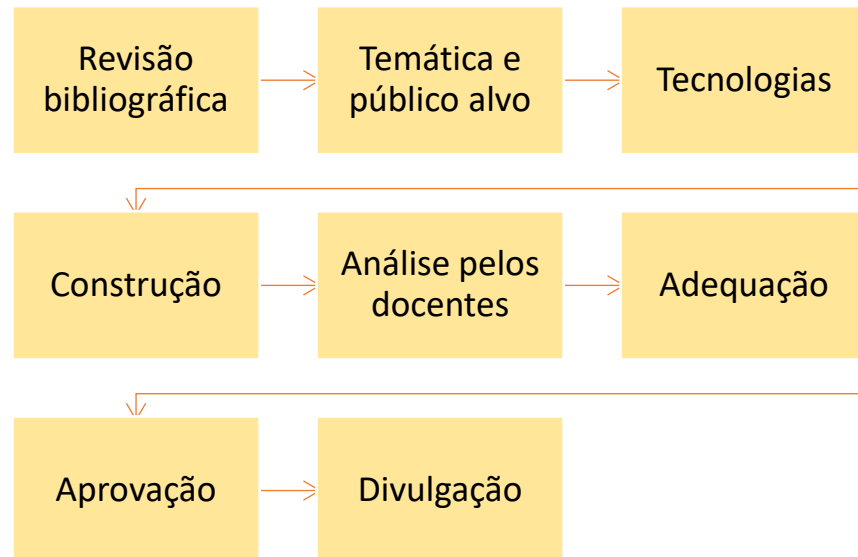 Revisão
bibliográfica
Temática e
público alvo
Tecnologias
Construção
Análise pelos
docentes
Adequação
Aprovação
Divulgação